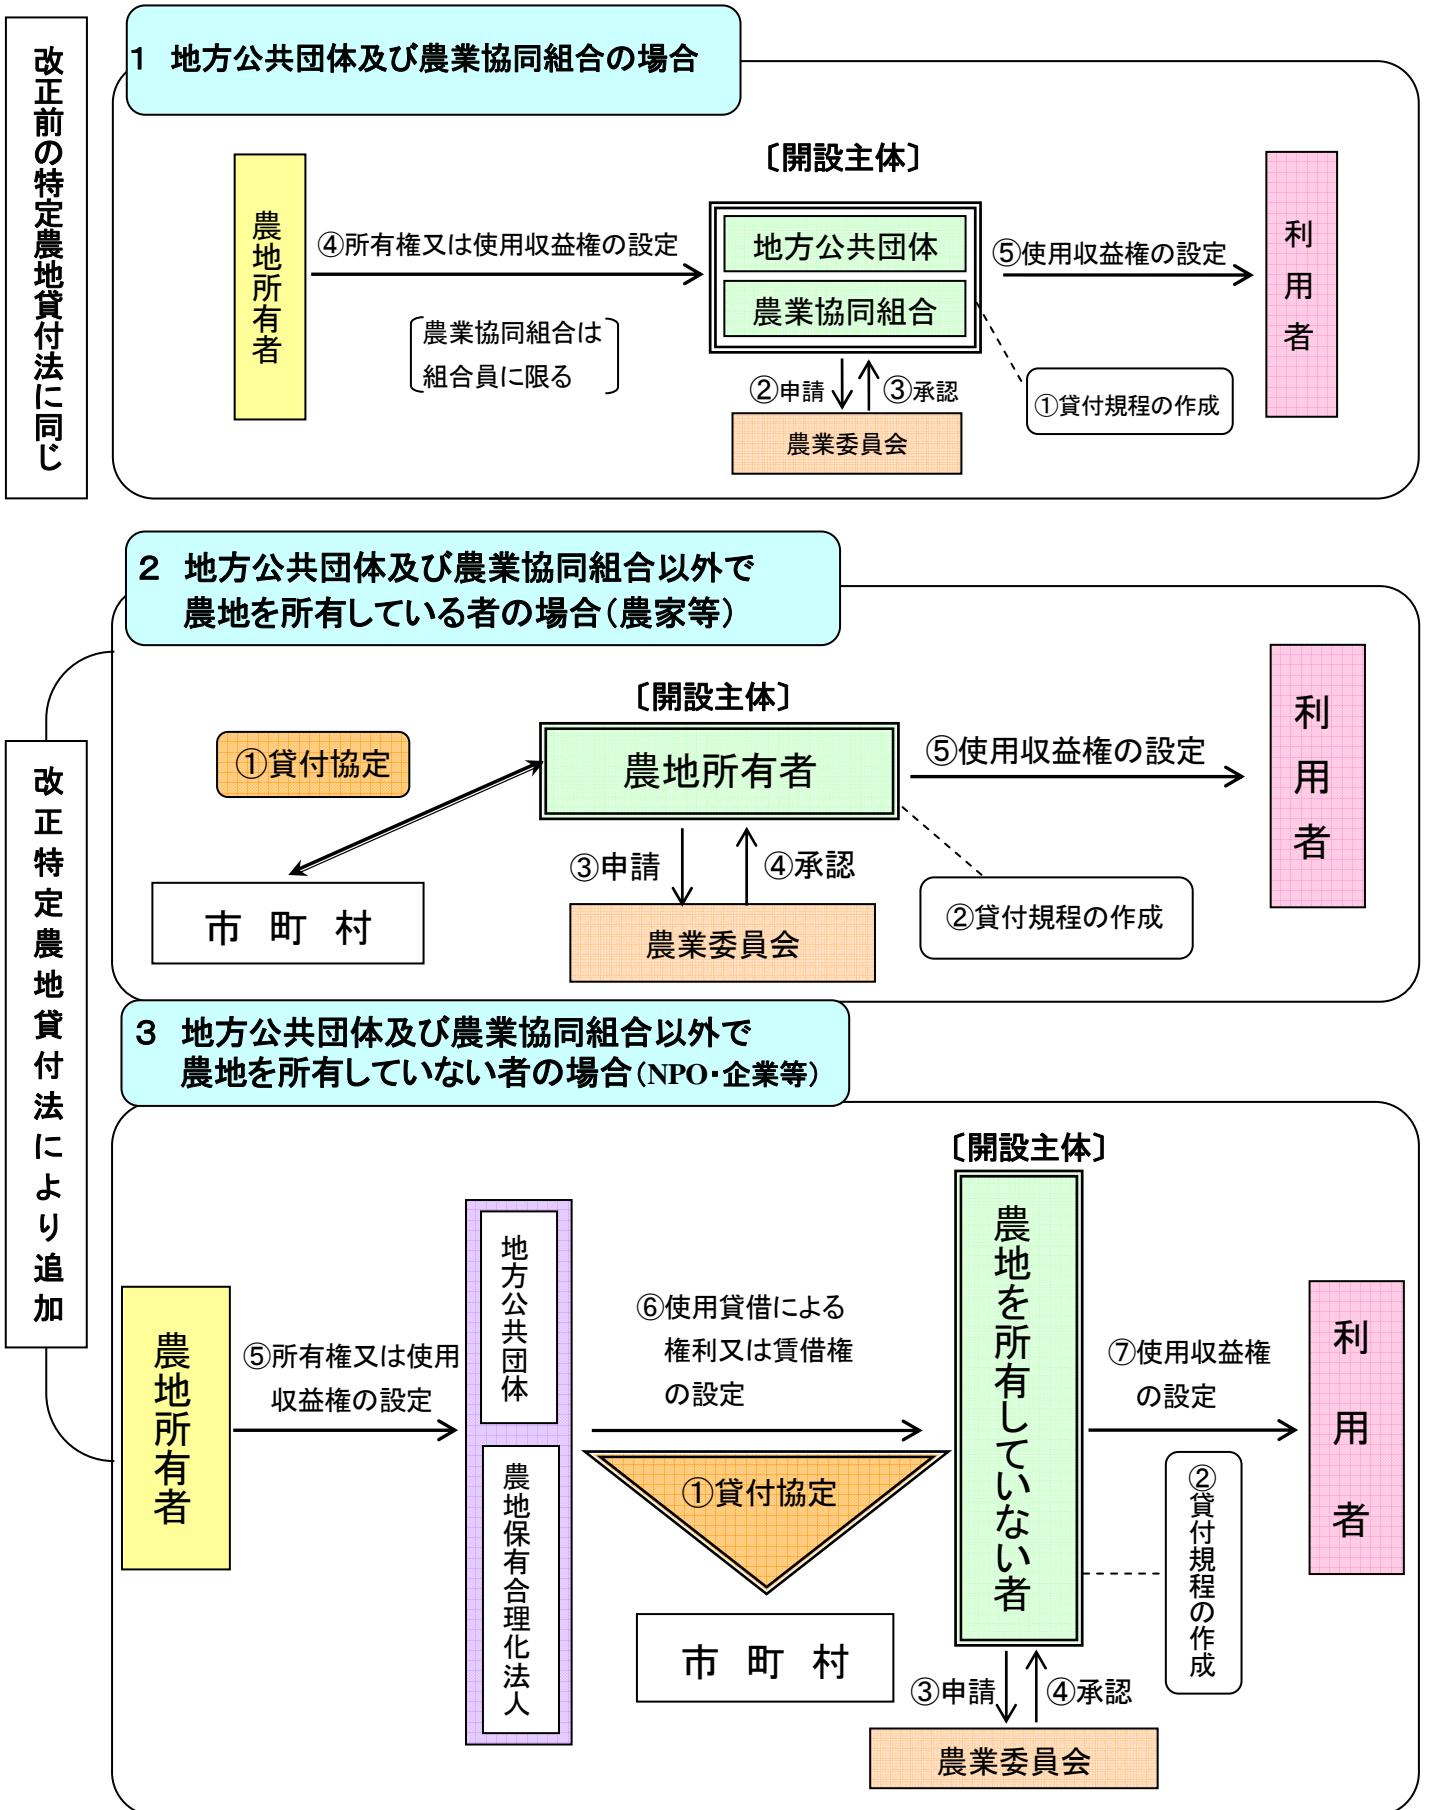 改正前の特定農地貸付法に同じ
1 地方公共団体及び農業協同組合の場合
〔開設主体〕
農地所有者
④所有権又は使用収益権の設定
農業協同組合は
組合員に限る
地方公共団体
農業協同組合
⑤使用収益権の設定
利用者
②申請
③承認
①貸付規程の作成
農業委員会
改正特定農地貸付法により追加
2 地方公共団体及び農業協同組合以外で
農地を所有している者の場合(農家等)
〔開設主体〕
①貸付協定
農地所有者
⑤使用収益権の設定
利用者
③申請
④承認
市町村
農業委員会
②貸付規程の作成
3 地方公共団体及び農業協同組合以外で
農地を所有していない者の場合(NPO・企業等)
〔開設主体〕
農地所有者
⑤所有権又は使用
収益権の設定
地方公共団体
農地保有合理化法人
⑥使用貸借による
権利又は賃借権
の設定
①貸付協定
市町村
農地を所有していない者
⑦使用収益権
の設定
②貸付規程の作成
利用者
③申請
④承認
農業委員会